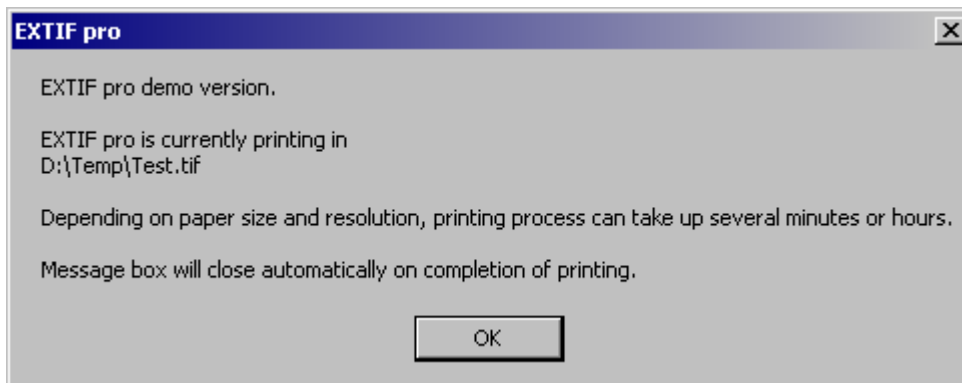 EXTIF pro
EXTIF pro demo version.
EXTIF pro is currently printing in
D:\Temp\Test.tif
Depending on paper size and resolution, printing process can take up several minutes or hours.
Message box will close automatically on completion of printing.
OK